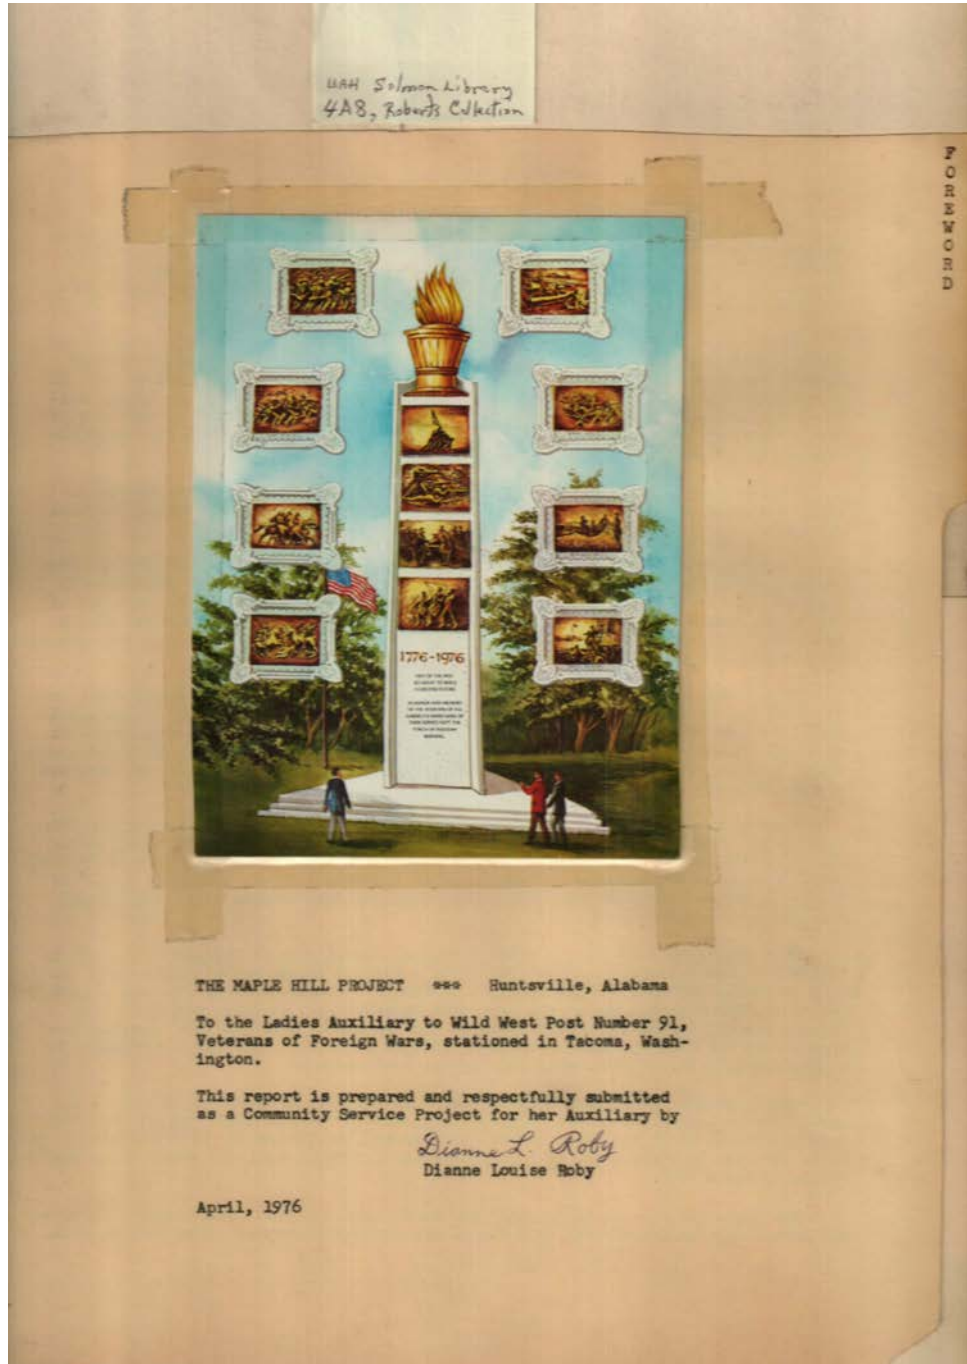 UAH Salmon Library
4A8, Roberts Collection
FOREWORD
1776-1976
THE MAPLE HILL PROJECT *** Huntsville, Alabama
To the Ladies Auxiliary to Wild West Post Number 91,
Veterans of Foreign Wars, stationed in Tacoma, Wash-
ington.
This report is prepared and respectfully submitted
as a Community Service Project for her Auxiliary by
Dianne L. Roby
Dianne Louise Roby
April, 1976